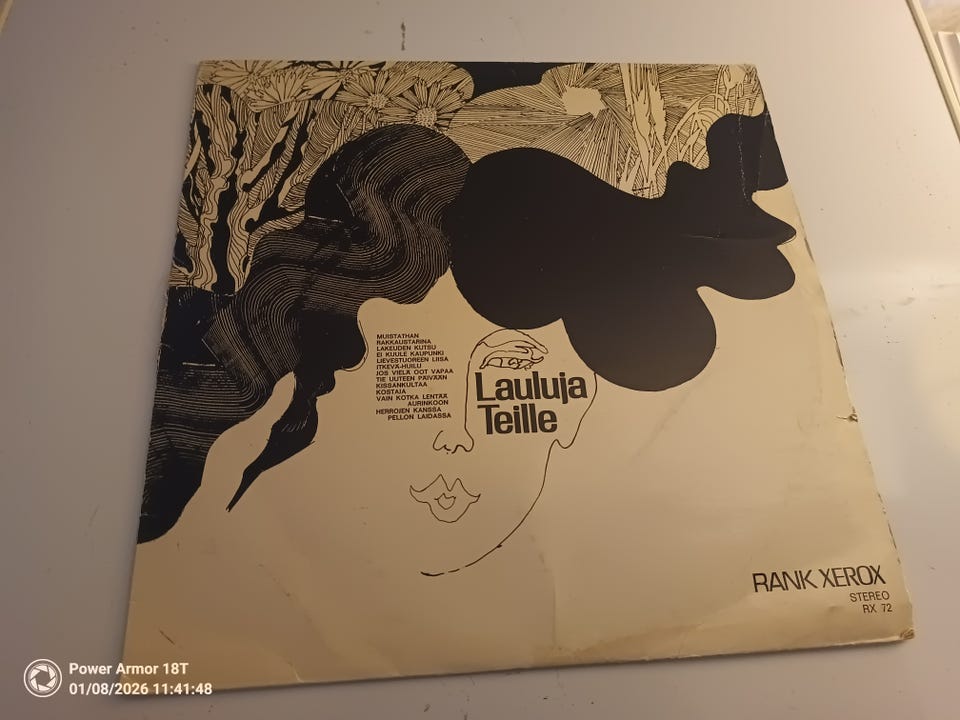 MUISTATHAN
RAKKAUSTARINA
LAKEUDEN KUTSU
EI KUULE KAUPUNKI
LIEVESTUOREEN LIISA
ITKEVÄ-HUILU
JOS VIELÄ OOT VAPAA
TIE UUTEEN PÄIVÄÄN
KISSANKULTAA
KOSTAJA
VAIN KOTKA LENTÄÄ
AURINKOON
HERROJEN KANSSA
PELLON LAIDASSA
Lauluja
Teille
RANK XEROX
STEREO
RX 72
Power Armor 18T
01/08/2026 11:41:48